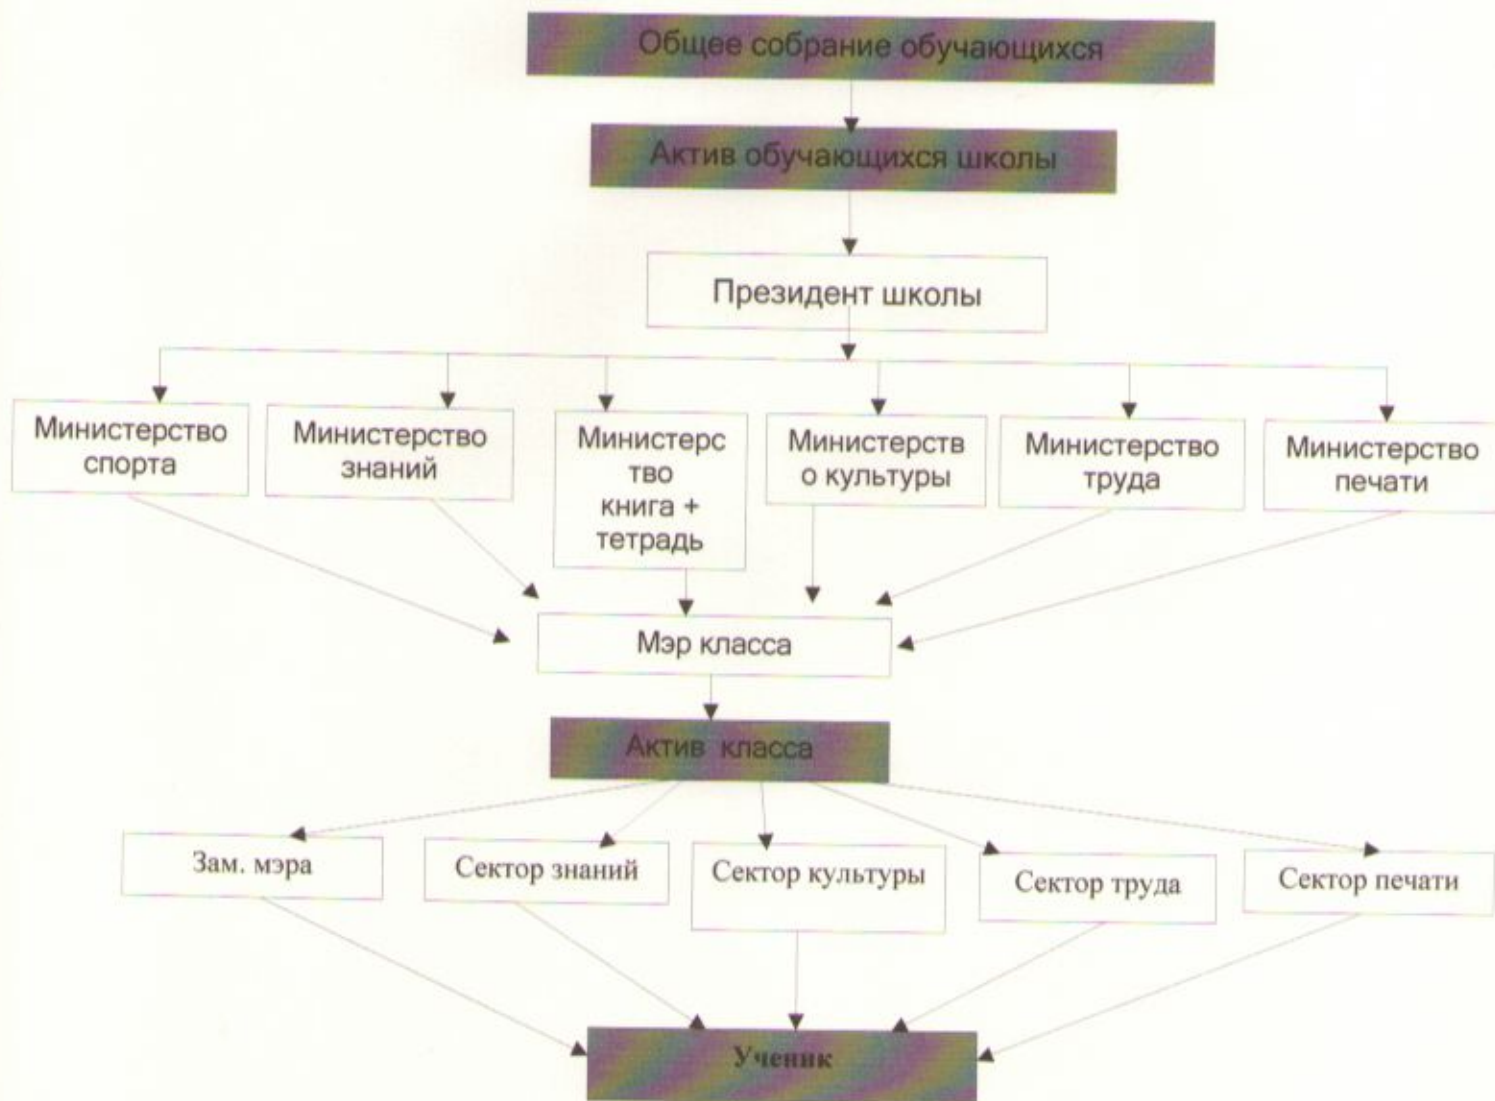 Общее собрание обучающихся
Актив обучающихся школы
Президент школы
Министерство
спорта
Министерство
знаний
Министерс
тво
книга +
тетрадь
Министерств
о культуры
Министерство
труда
Министерство
печати
Мэр класса
Актив класса
Зам. мэра
Сектор знаний
Сектор культуры
Сектор труда
Сектор печати
Ученик